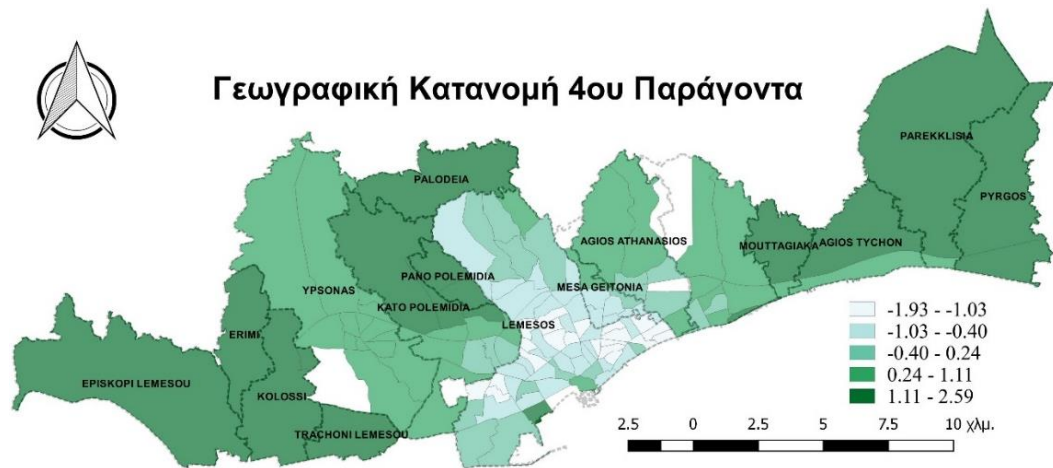 Γεωγραφική Κατανομή 4ου Παράγοντα
PAREKKLISIA
PALODEIA
PYRGOS
AGIOS ATHANASIOS
MOUTTAGIAKA
AGIOS TYCHON
PANO POLEMIDIA
MESA GEITONIA
YPSONAS
KATO POLEMIDIA
LEMESOS
ERIMI
EPISKOPI LEMESOU
KOLOSSI
TRACHONI LEMESOU
-1.93 - -1.03
-1.03 - -0.40
-0.40 - 0.24
0.24 - 1.11
1.11 - 2.59
2.5 0 2.5 5 7.5 10 χλμ.